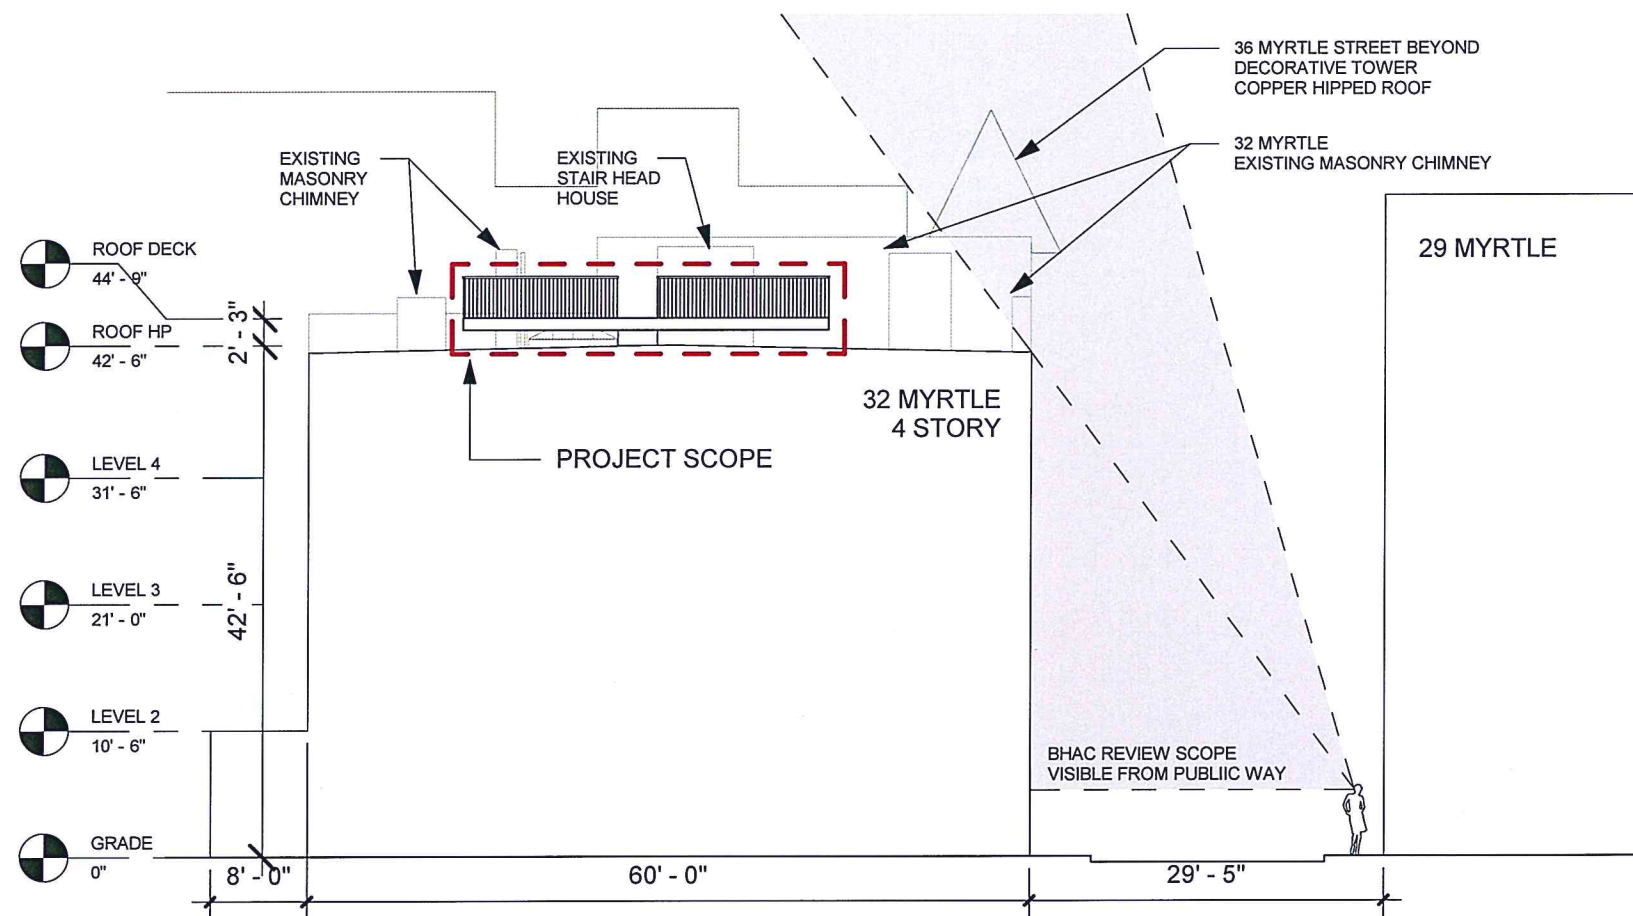 36 MYRTLE STREET BEYOND
DECORATIVE TOWER
COPPER HIPPED ROOF
32 MYRTLE
EXISTING MASONRY CHIMNEY
EXISTING
MASONRY
CHIMNEY
EXISTING
STAIR HEAD
HOUSE
29 MYRTLE
ROOF DECK
44' - 9"
2' - 3"
ROOF HP
42' - 6"
32 MYRTLE
4 STORY
PROJECT SCOPE
LEVEL 4
31' - 6"
LEVEL 3
21' - 0"
42' - 6"
LEVEL 2
10' - 6"
BHAC REVIEW SCOPE
VISIBLE FROM PUBLIIC WAY
GRADE
0"
8' - 0"
60' - 0"
29' - 5"